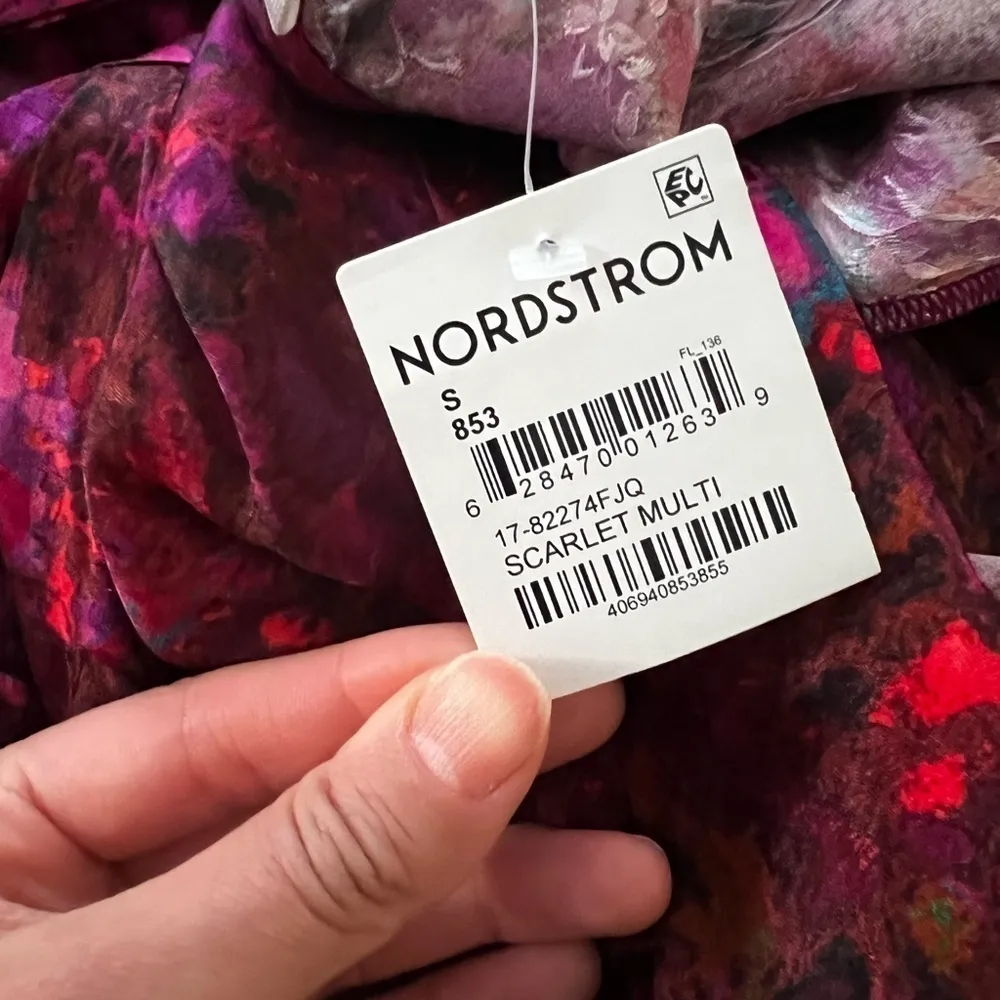 EPC
NORDSTROM
S
FL_136
853
6 28470 01263 9
17-82274FJQ
SCARLET MULTI
406940853855